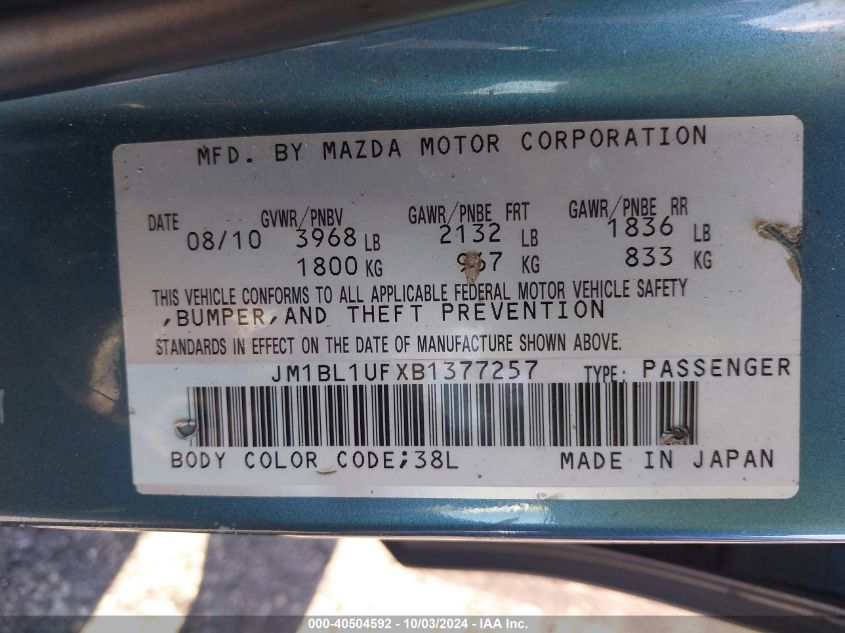 MFD. BY MAZDA MOTOR CORPORATION
DATE GVWR/PNBV GAWR/PNBE FRT GAWR/PNBE RR
08/10 3968 LB 2132 LB 1836 LB
1800 KG 967 KG 833 KG
THIS VEHICLE CONFORMS TO ALL APPLICABLE FEDERAL MOTOR VEHICLE SAFETY
,BUMPER,AND THEFT PREVENTION
STANDARDS IN EFFECT ON THE DATE OF MANUFACTURE SHOWN ABOVE.
JM1BL1UFXB1377257 TYPE: PASSENGER
BODY COLOR CODE;38L MADE IN JAPAN
000-40504592 - 10/03/2024 - IAA Inc.